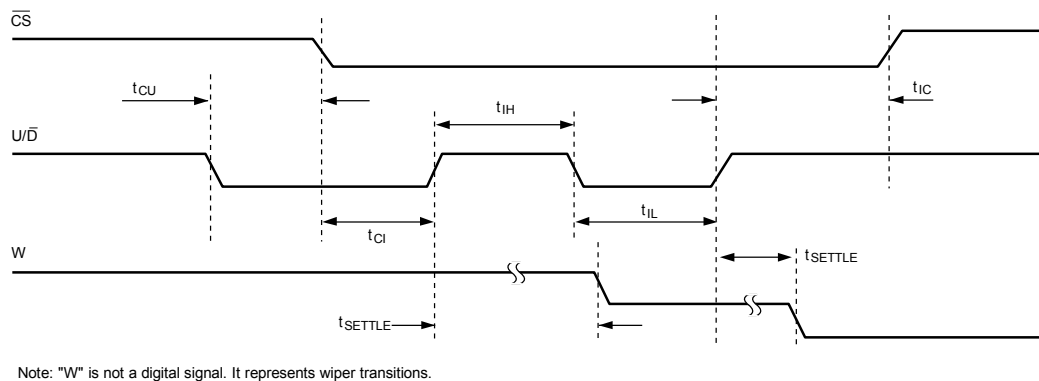 CS
tCU
tIC
tIH
U/D
tCI
tIL
W
tSETTLE
tSETTLE
Note: "W" is not a digital signal. It represents wiper transitions.